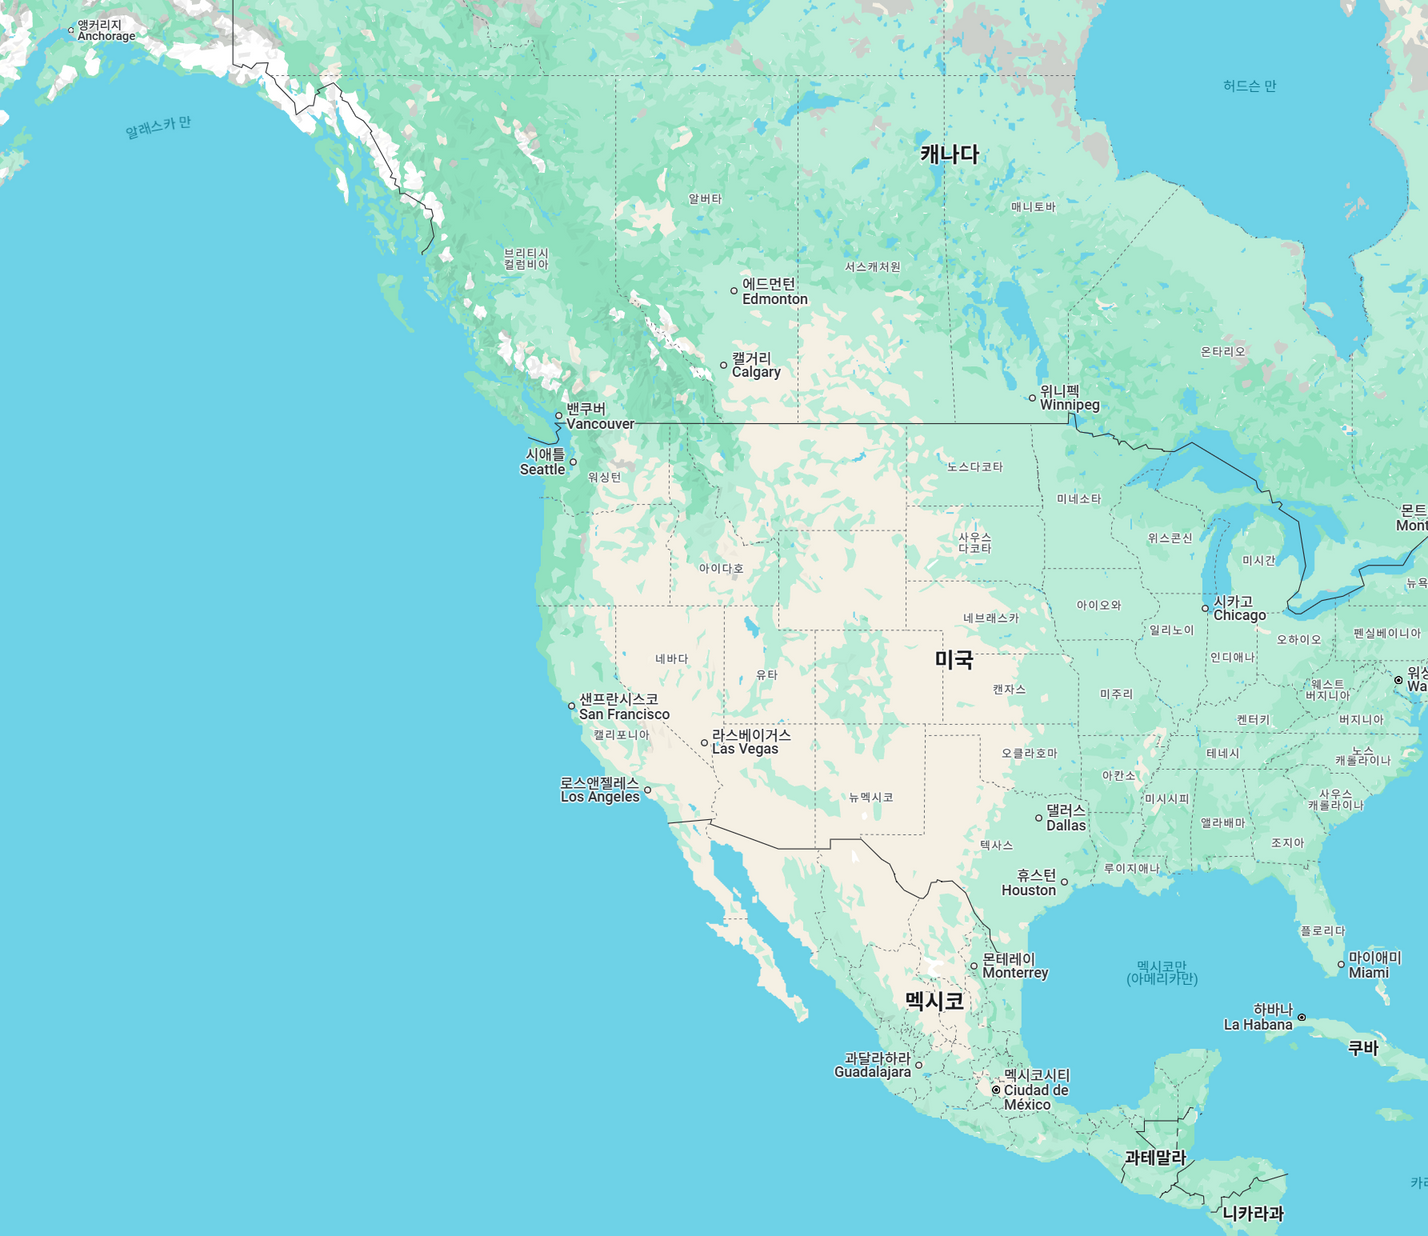 앵커리지
Anchorage
알래스카 만
허드슨 만
캐나다
앨버타
매니토바
브리티시
컬럼비아
서스캐처원
에드먼턴
Edmonton
온타리오
캘거리
Calgary
위니펙
Winnipeg
밴쿠버
Vancouver
시애틀
Seattle
워싱턴
노스다코타
미네소타
몬트
Mont
사우스
다코타
위스콘신
미시간
아이다호
뉴욕
아이오와
시카고
Chicago
네브래스카
일리노이
오하이오
펜실베이니아
인디애나
네바다
미국
유타
캔자스
미주리
웨스트
버지니아
워싱
Wa
샌프란시스코
San Francisco
켄터키
버지니아
캘리포니아
라스베이거스
Las Vegas
오클라호마
테네시
노스
캐롤라이나
아칸소
로스앤젤레스
Los Angeles
뉴멕시코
미시시피
사우스
캐롤라이나
댈러스
Dallas
앨라배마
텍사스
조지아
루이지애나
휴스턴
Houston
플로리다
몬테레이
Monterrey
멕시코만
(아메리카만)
마이애미
Miami
멕시코
하바나
La Habana
쿠바
과달라하라
Guadalajara
멕시코시티
Ciudad de
México
과테말라
카리
니카라과